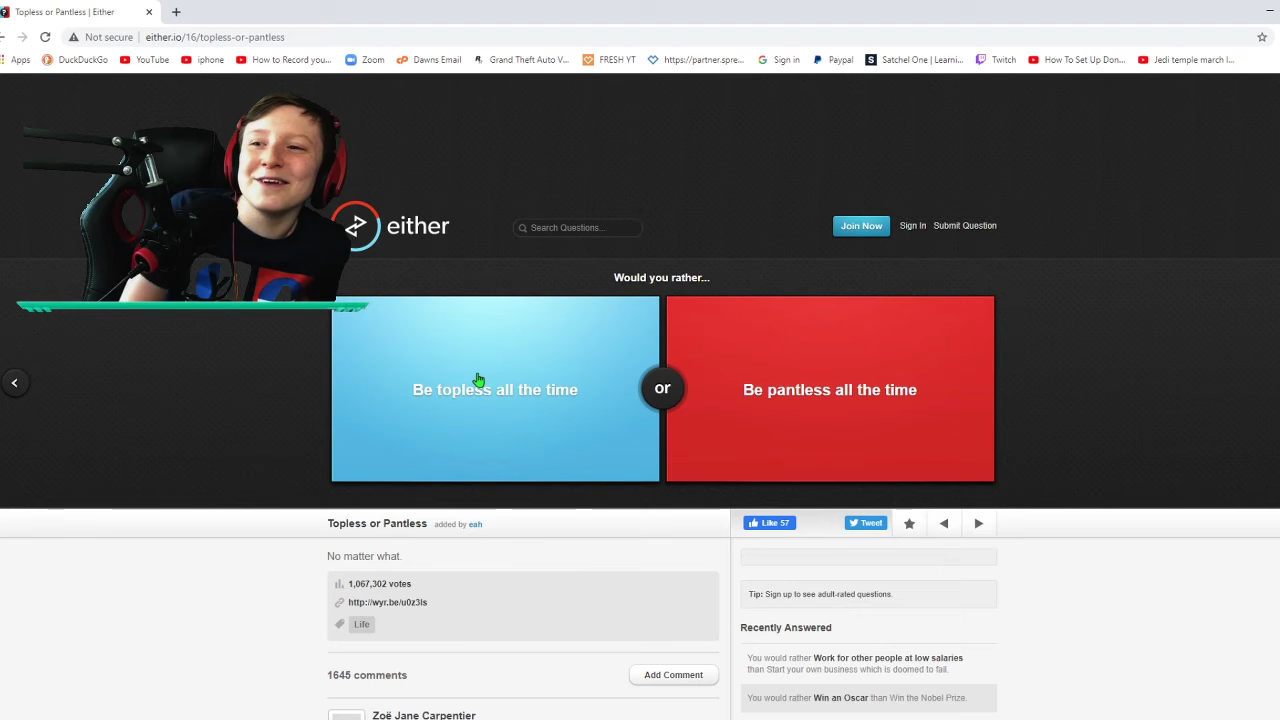 Topless or Pantless | Either
Not secure
either.io/16/topless-or-pantless
Apps
DuckDuckGo
YouTube
iphone
How to record you...
Zoom
Dawns Email
Grand Theft Auto V...
FRESH YT
https://partner.spre...
Sign in
Paypal
Satchel One | Learni...
Twitch
How To Set Up Don...
Jedi temple march l...
either
Search Questions...
Join Now
Sign In
Submit Question
Would you rather...
Be topless all the time
or
Be pantless all the time
Topless or Pantless added by eah
Like 57
Tweet
No matter what.
1,067,302 votes
http://wyr.be/u0z3Is
Life
1645 comments
Add Comment
Zoë Jane Carpentier
Tip: Sign up to see adult-rated questions.
Recently Answered
You would rather Work for other people at low salaries
than Start your own business which is doomed to fail.
You would rather Win an Oscar than Win the Nobel Prize.